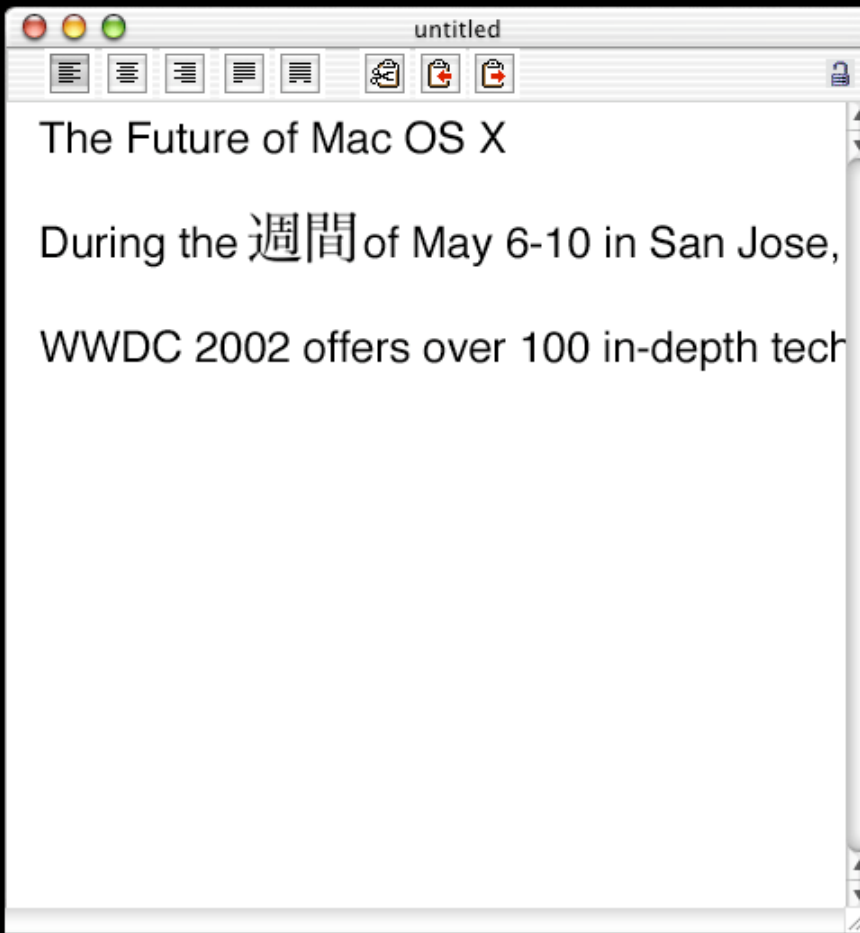 untitled
The Future of Mac OS X
During the 週間 of May 6-10 in San Jose,
WWDC 2002 offers over 100 in-depth tech